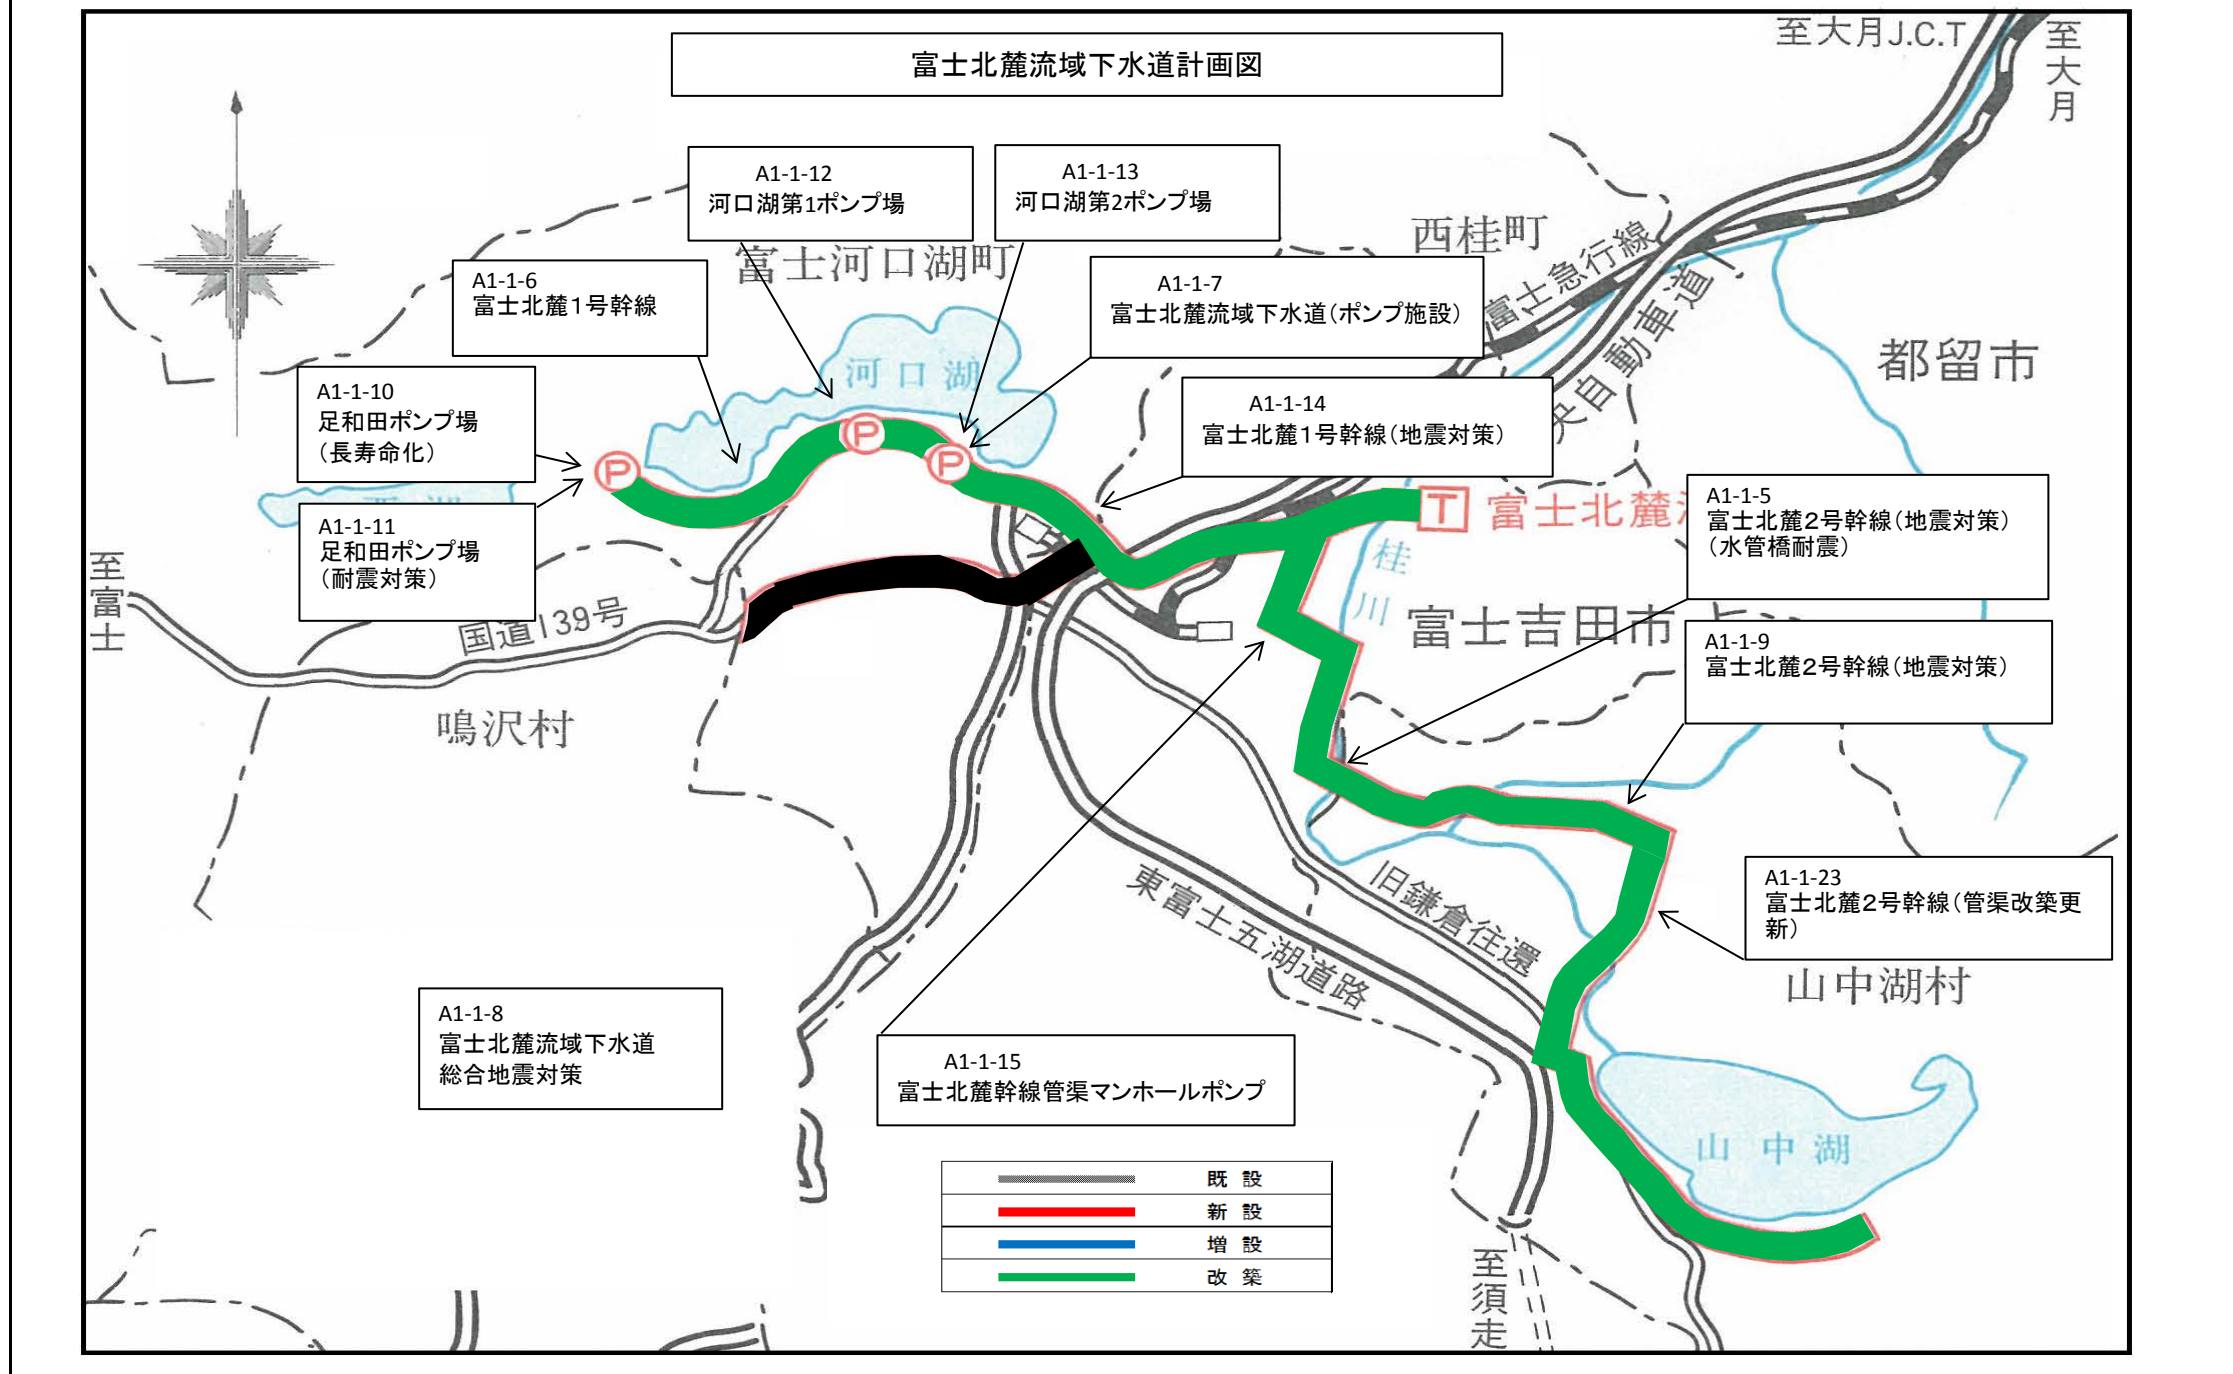 富士北麓流域下水道計画図
至大月J.C.T
至大月
A1-1-12
河口湖第1ポンプ場
A1-1-13
河口湖第2ポンプ場
西桂町
富士急行線
富士河口湖町
A1-1-6
富士北麓1号幹線
A1-1-7
富士北麓流域下水道(ポンプ施設)
央自動車道
都留市
河口湖
A1-1-10
足和田ポンプ場
(長寿命化)
A1-1-14
富士北麓1号幹線(地震対策)
P
P
P
T
富士北麓
A1-1-5
富士北麓2号幹線(地震対策)
(水管橋耐震)
A1-1-11
足和田ポンプ場
(耐震対策)
至富士
国道139号
桂川
富士吉田市
A1-1-9
富士北麓2号幹線(地震対策)
鳴沢村
旧鎌倉往還
東富士五湖道路
A1-1-23
富士北麓2号幹線(管渠改築更
新)
山中湖村
A1-1-8
富士北麓流域下水道
総合地震対策
A1-1-15
富士北麓幹線管渠マンホールポンプ
山中湖
既 設
新 設
増 設
改 築
至須走